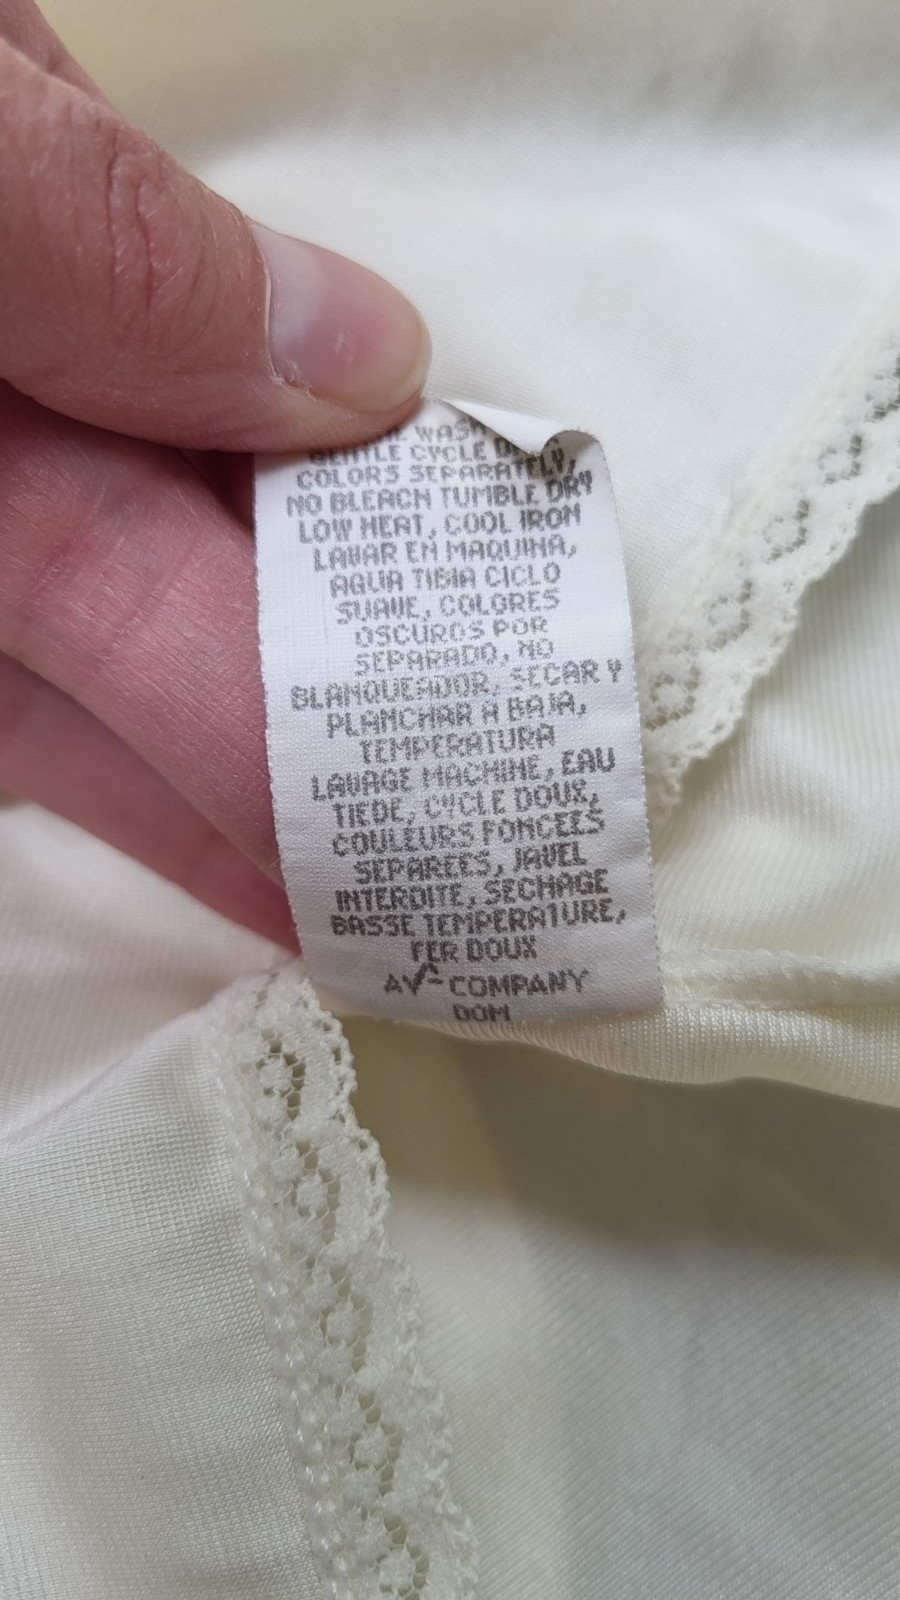 GENTLE CYCLE
COLORS SEPARATELY,
NO BLEACH TUMBLE DRY
LOW HEAT, COOL IRON
LAVAR EN MAQUINA,
AGUA TIBIA CICLO
SUAVE, COLORES
OSCUROS POR
SEPARADO, NO
BLANQUEADOR, SECAR Y
PLANCHAR A BAJA,
TEMPERATURA
LAVAGE MACHINE, EAU
TIEDE, CYCLE DOUX,
COULEURS FONCEES
SEPAREES, JAVEL
INTERDITE, SECHAGE
BASSE TEMPERATURE,
FER DOUX
COMPANY
DOM